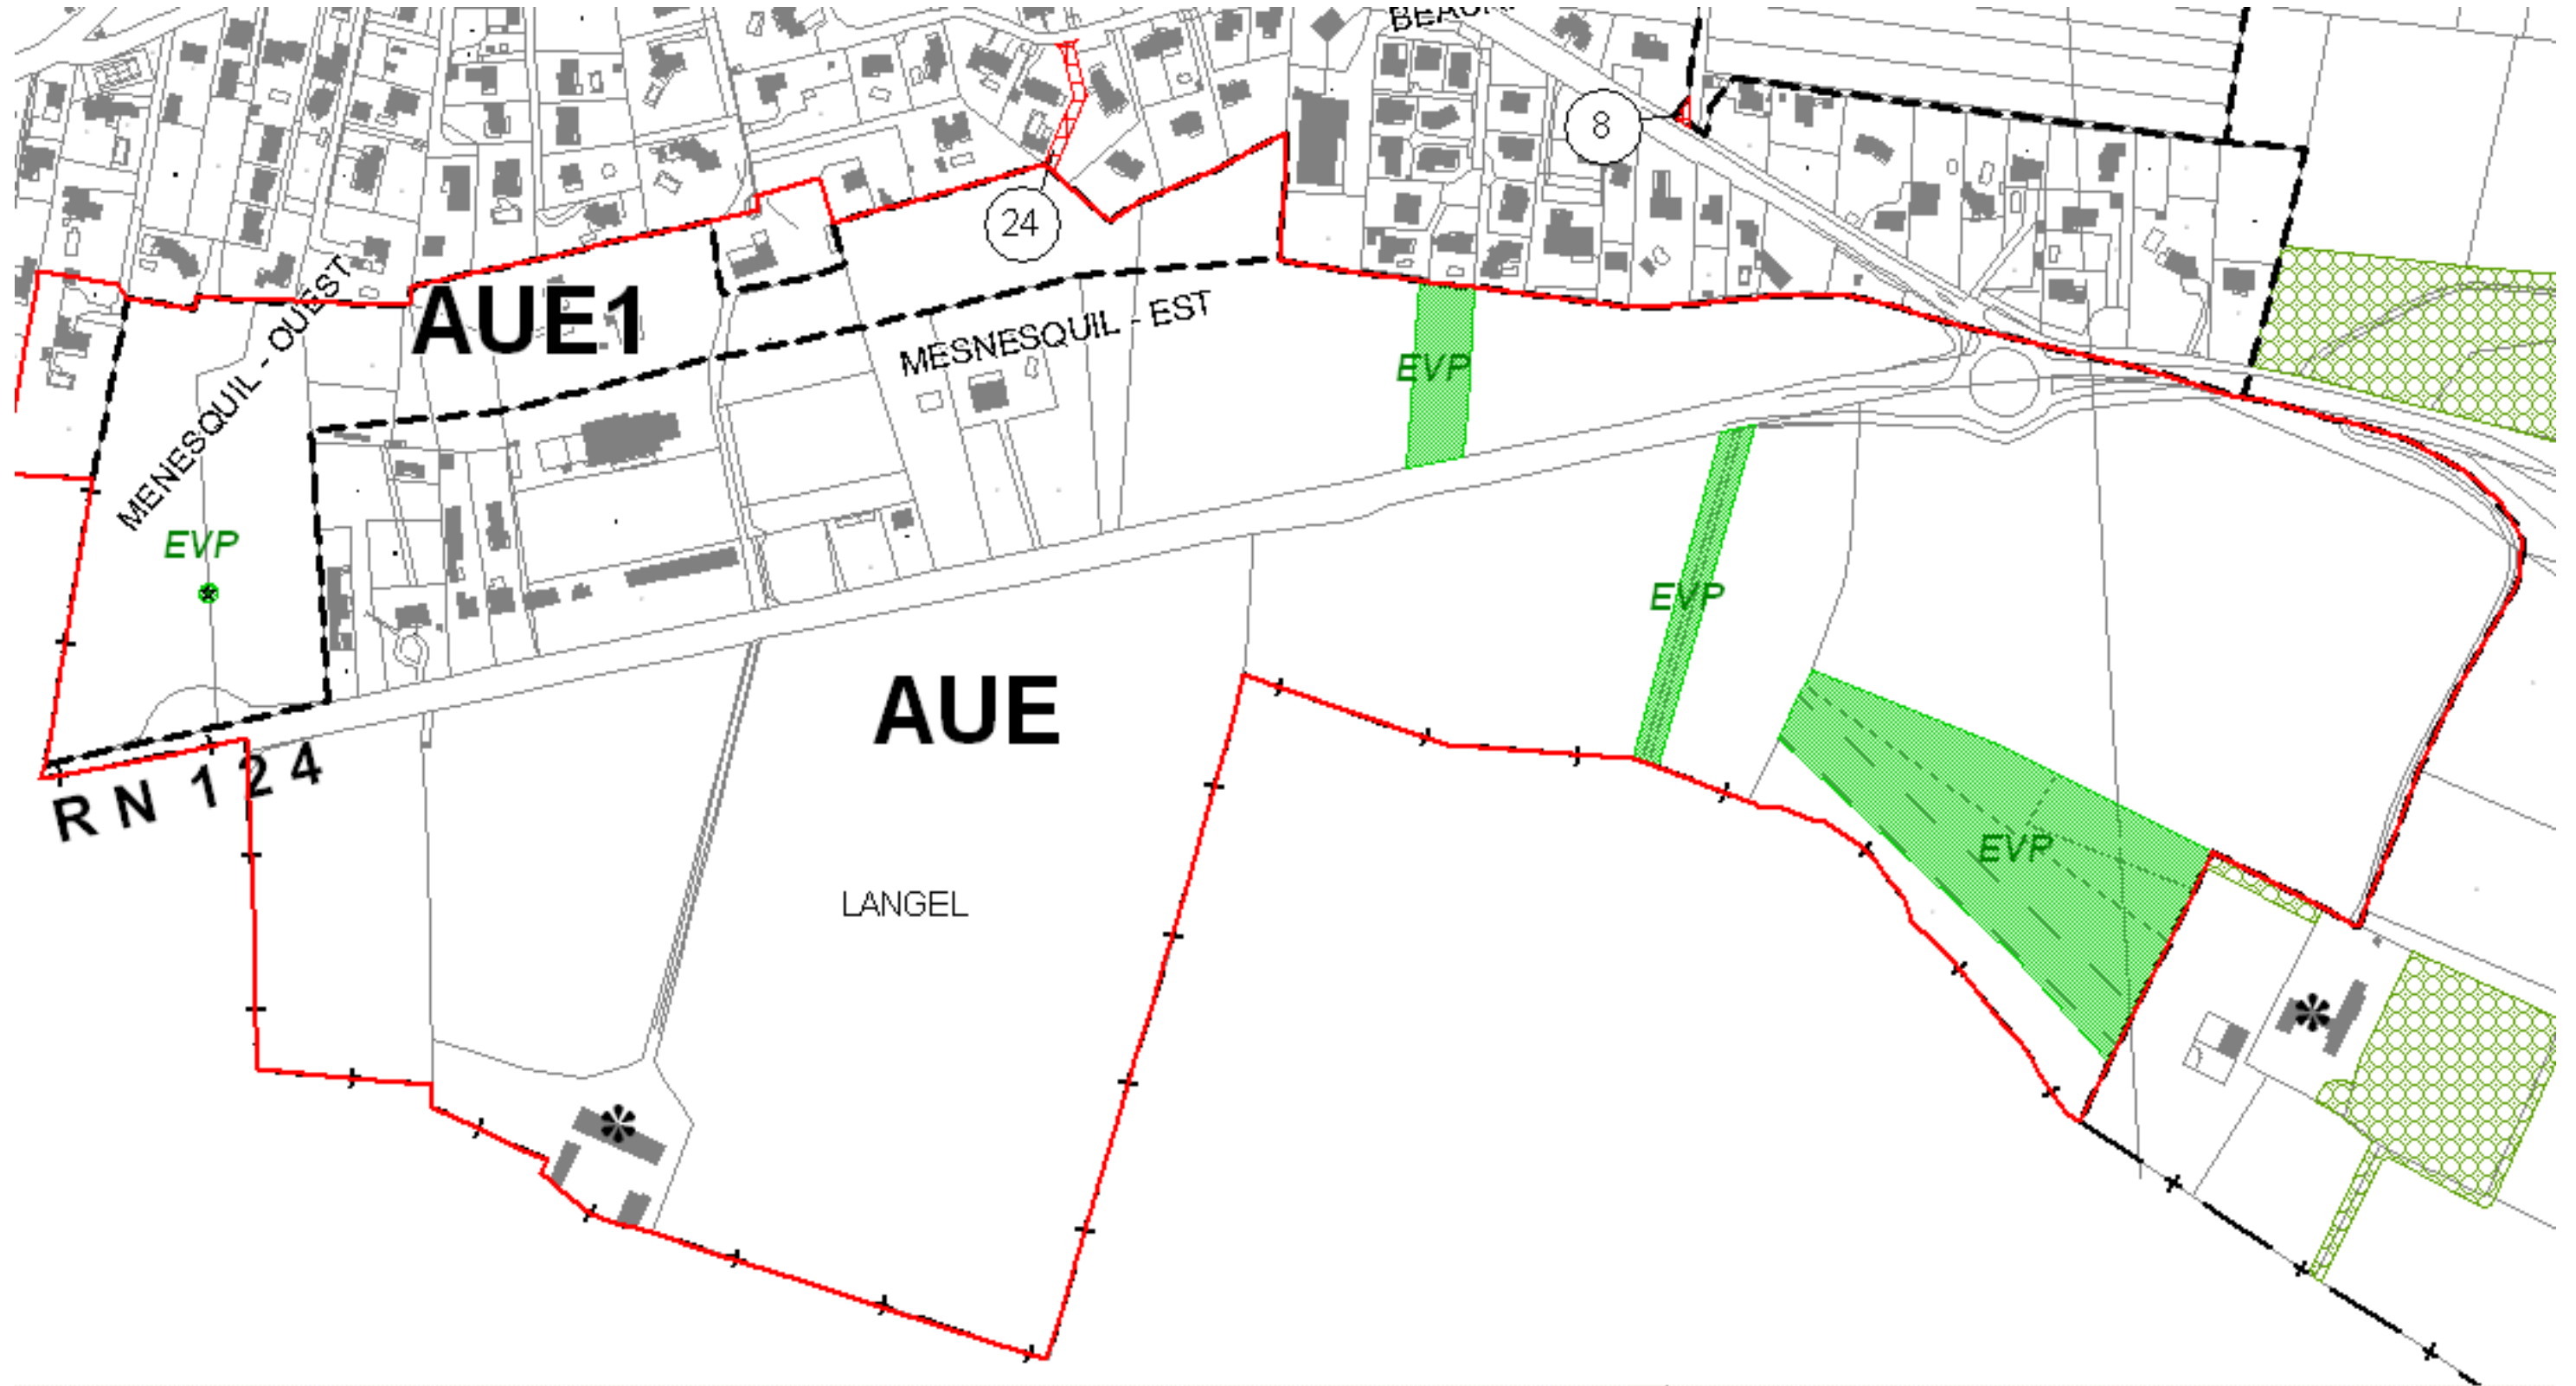 8
24
MENESQUIL - OUEST
AUE1
MESNESQUIL - EST
EVP
EVP
EVP
AUE
RN 124
EVP
LANGEL